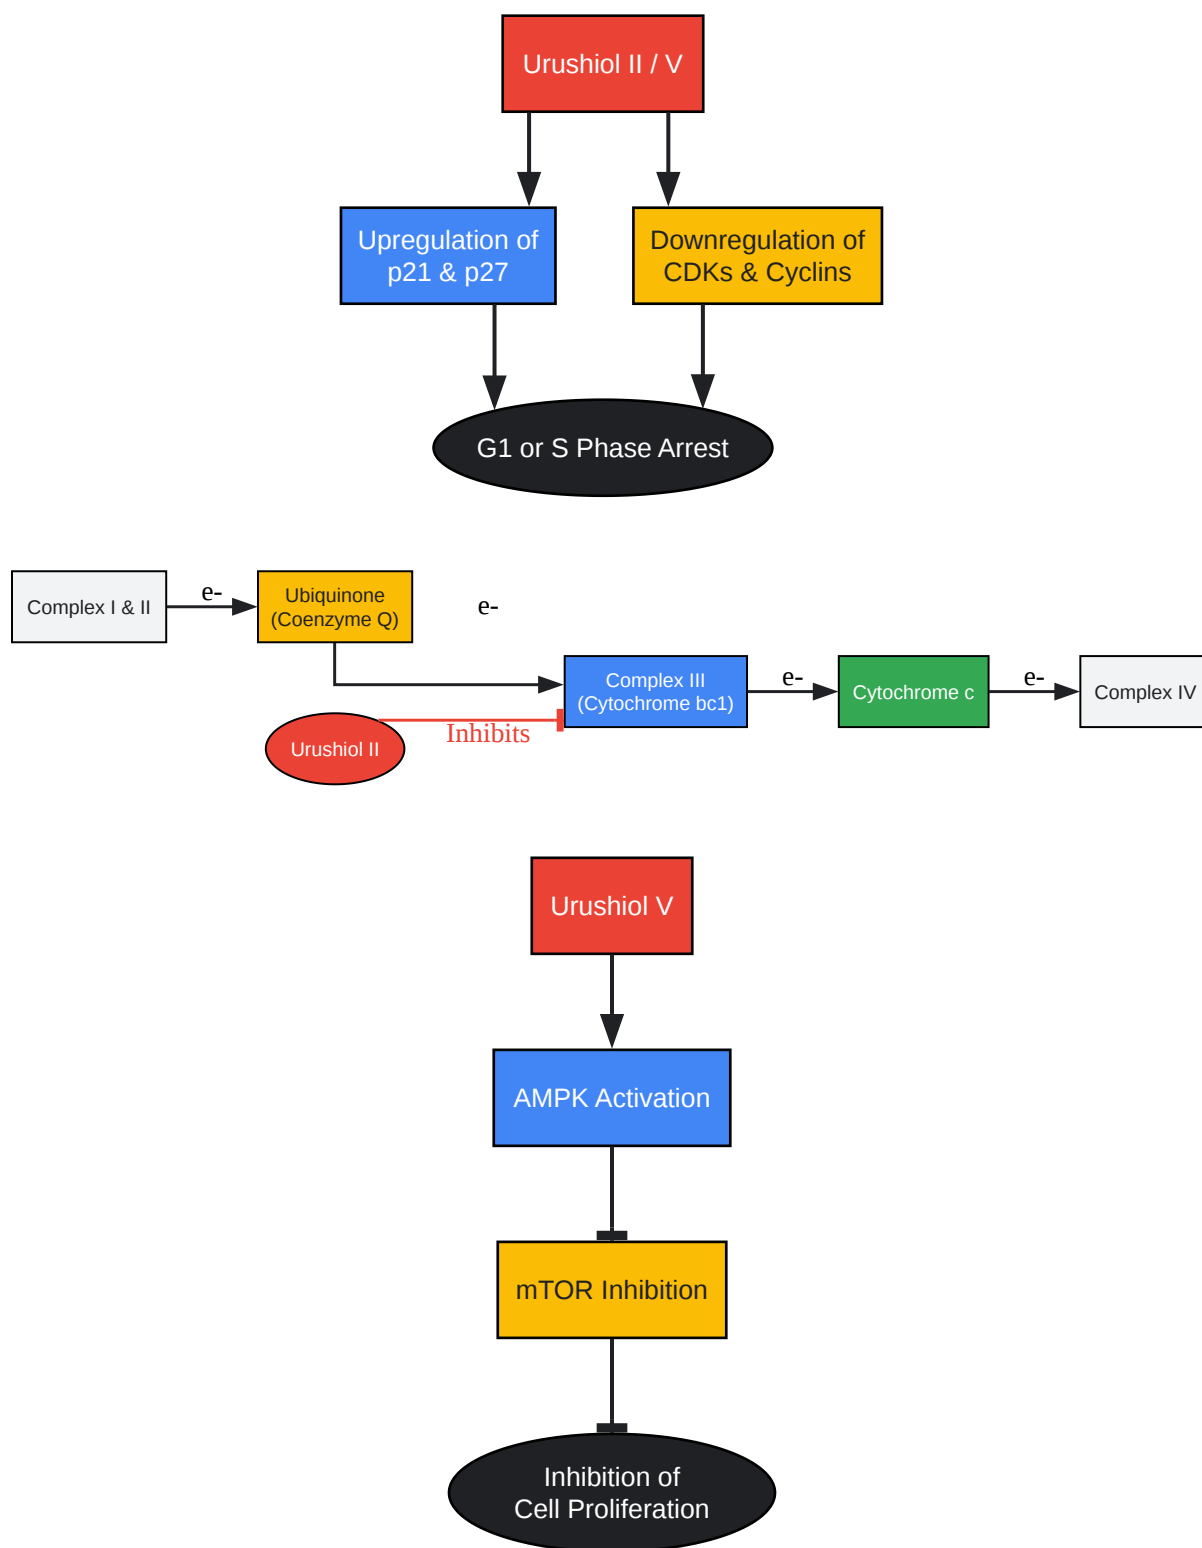 Urushiol II / V
Upregulation of
p21 & p27
Downregulation of
CDKs & Cyclins
G1 or S Phase Arrest
Complex I & II
e-
Ubiquinone
(Coenzyme Q)
e-
Complex III
(Cytochrome bc1)
e-
Cytochrome c
e-
Complex IV
Urushiol II
Inhibits
Urushiol V
AMPK Activation
mTOR Inhibition
Inhibition of
Cell Proliferation